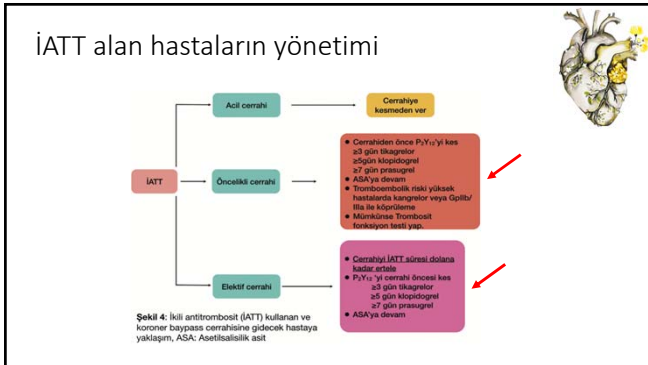 İATT alan hastaların yönetimi
Acil cerrahi
Cerrahiye
kesmeden ver
İATT
Öncelikli cerrahi
● Cerrahiden önce P₂Y₁₂'yi kes
≥3 gün tikagrelor
≥5gün klopidogrel
≥7 gün prasugrel
● ASA'ya devam
● Tromboembolik riski yüksek
hastalarda kangrelor veya GpIIb/
IIIa ile köprüleme
● Mümkünse Trombosit
fonksiyon testi yap.
Elektif cerrahi
● Cerrahiyi İATT süresi dolana
kadar ertele
● P₂Y₁₂ 'yi cerrahi öncesi kes
≥3 gün tikagrelor
≥5 gün klopidogrel
≥7 gün prasugrel
● ASA'ya devam
Şekil 4: İkili antitrombosit (İATT) kullanan ve
koroner baypass cerrahisine gidecek hastaya
yaklaşım, ASA: Asetilsalisilik asit